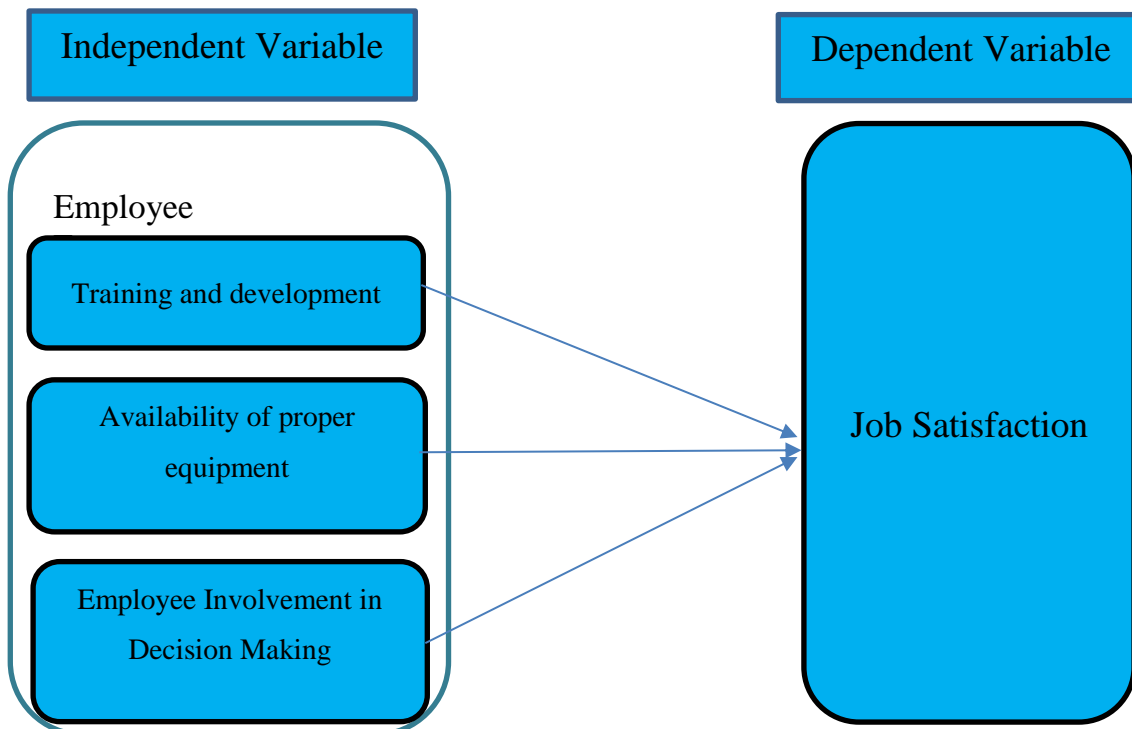 Independent Variable
Dependent Variable
Employee
Training and development
Availability of proper
equipment
Employee Involvement in
Decision Making
Job Satisfaction